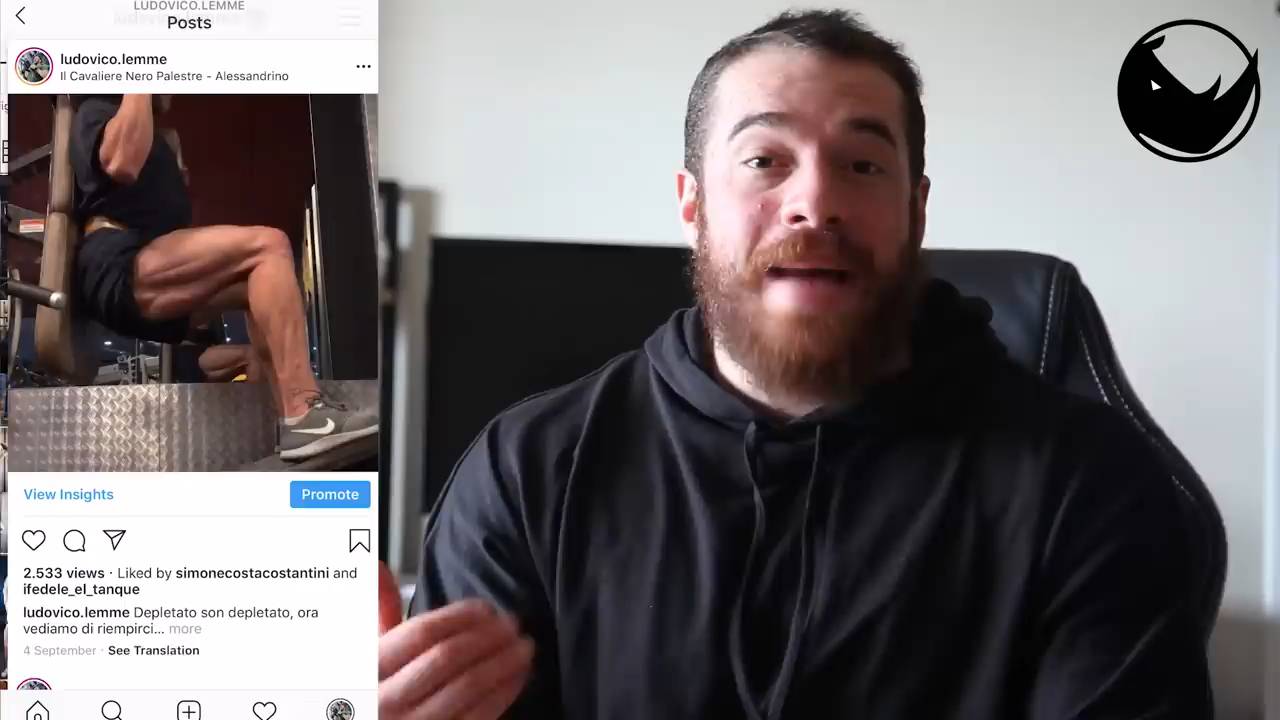 LUDOVICO.LEMME
Posts
ludovico.lemme
Il Cavaliere Nero Palestre - Alessandrino
View Insights
Promote
2.533 views · Liked by simonecostacostantini and
ifedele_el_tanque
ludovico.lemme Depletato son depletato, ora
vediamo di riempirci... more
4 September · See Translation